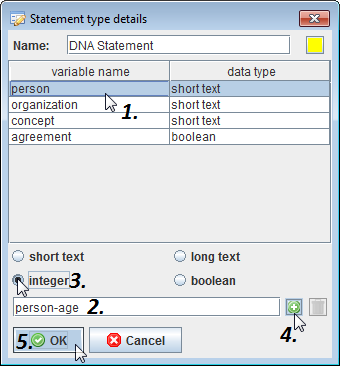 Statement type details
Name: DNA Statement
variable name data type
person short text
1.
organization short text
concept short text
agreement boolean
short text long text
integer 3. boolean
person-age 2.
4.
5. OK Cancel